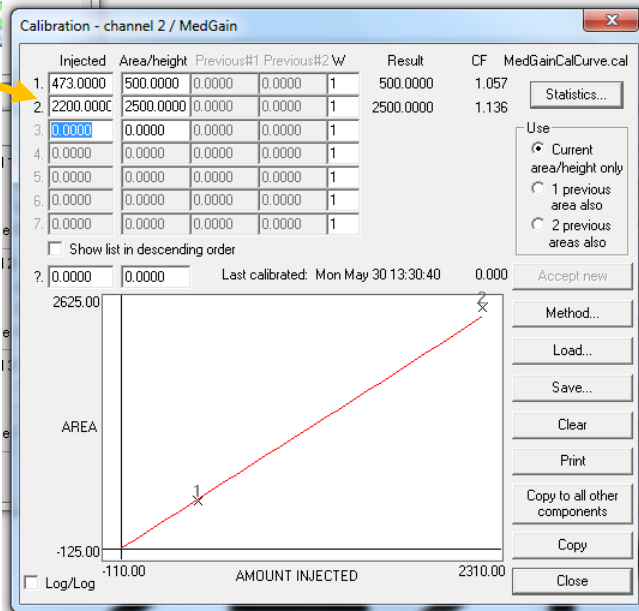 Calibration - channel 2 / MedGain
Injected Area/height Previous#1 Previous#2 W Result CF MedGainCalCurve.cal
1. 473.0000 500.0000 0.0000 0.0000 1 500.0000 1.057
2. 2200.000 2500.0000 0.0000 0.0000 1 2500.0000 1.136
3. 0.0000 0.0000 0.0000 0.0000 1
4. 0.0000 0.0000 0.0000 0.0000 1
5. 0.0000 0.0000 0.0000 0.0000 1
6. 0.0000 0.0000 0.0000 0.0000 1
7. 0.0000 0.0000 0.0000 0.0000 1
Statistics...
Use
Current
area/height only
1 previous
area also
2 previous
areas also
Show list in descending order
?. 0.0000 0.0000 Last calibrated: Mon May 30 13:30:40 0.000
Accept new
Method...
Load...
Save...
Clear
Print
Copy to all other
components
Copy
Close
2625.00
2
AREA
1
-125.00
-110.00 AMOUNT INJECTED 2310.00
Log/Log